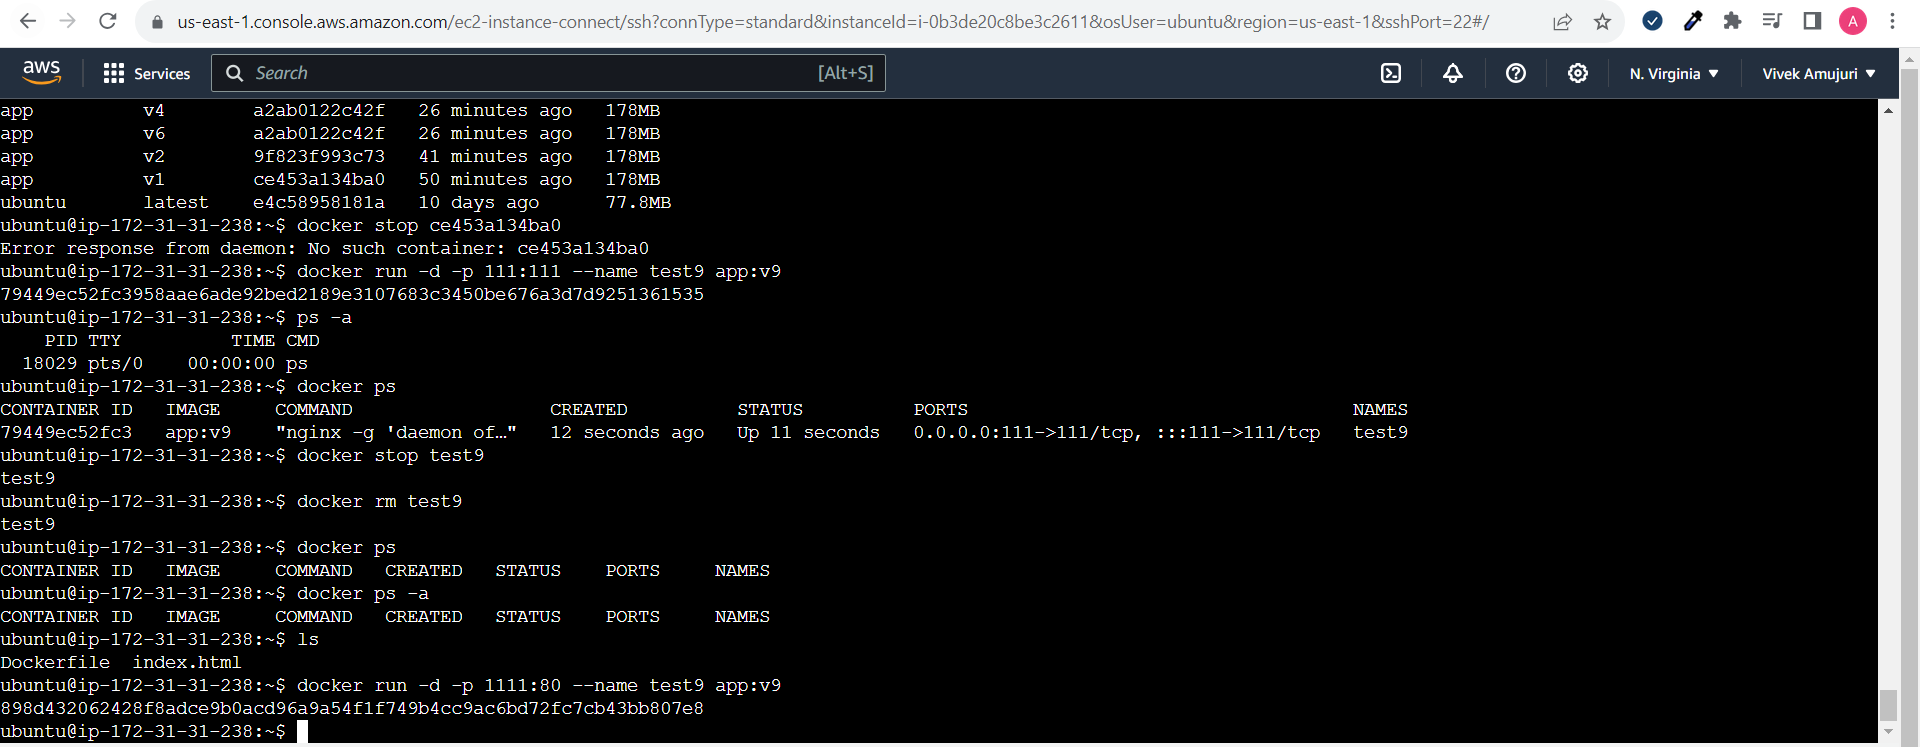 us-east-1.console.aws.amazon.com/ec2-instance-connect/ssh?connType=standard&instanceId=i-0b3de20c8be3c2611&osUser=ubuntu&region=us-east-1&sshPort=22#/
A
aws Services Search [Alt+S] N. Virginia Vivek Amujuri
app          v4        a2ab0122c42f   26 minutes ago   178MB
app          v6        a2ab0122c42f   26 minutes ago   178MB
app          v2        9f823f993c73   41 minutes ago   178MB
app          v1        ce453a134ba0   50 minutes ago   178MB
ubuntu       latest    e4c58958181a   10 days ago      77.8MB
ubuntu@ip-172-31-31-238:~$ docker stop ce453a134ba0
Error response from daemon: No such container: ce453a134ba0
ubuntu@ip-172-31-31-238:~$ docker run -d -p 111:111 --name test9 app:v9
79449ec52fc3958aae6ade92bed2189e3107683c3450be676a3d7d9251361535
ubuntu@ip-172-31-31-238:~$ ps -a
    PID TTY          TIME CMD
  18029 pts/0    00:00:00 ps
ubuntu@ip-172-31-31-238:~$ docker ps
CONTAINER ID   IMAGE     COMMAND                  CREATED          STATUS          PORTS                                   NAMES
79449ec52fc3   app:v9    "nginx -g 'daemon of…"   12 seconds ago   Up 11 seconds   0.0.0.0:111->111/tcp, :::111->111/tcp   test9
ubuntu@ip-172-31-31-238:~$ docker stop test9
test9
ubuntu@ip-172-31-31-238:~$ docker rm test9
test9
ubuntu@ip-172-31-31-238:~$ docker ps
CONTAINER ID   IMAGE     COMMAND   CREATED   STATUS    PORTS     NAMES
ubuntu@ip-172-31-31-238:~$ docker ps -a
CONTAINER ID   IMAGE     COMMAND   CREATED   STATUS    PORTS     NAMES
ubuntu@ip-172-31-31-238:~$ ls
Dockerfile  index.html
ubuntu@ip-172-31-31-238:~$ docker run -d -p 1111:80 --name test9 app:v9
898d432062428f8adce9b0acd96a9a54f1f749b4cc9ac6bd72fc7cb43bb807e8
ubuntu@ip-172-31-31-238:~$